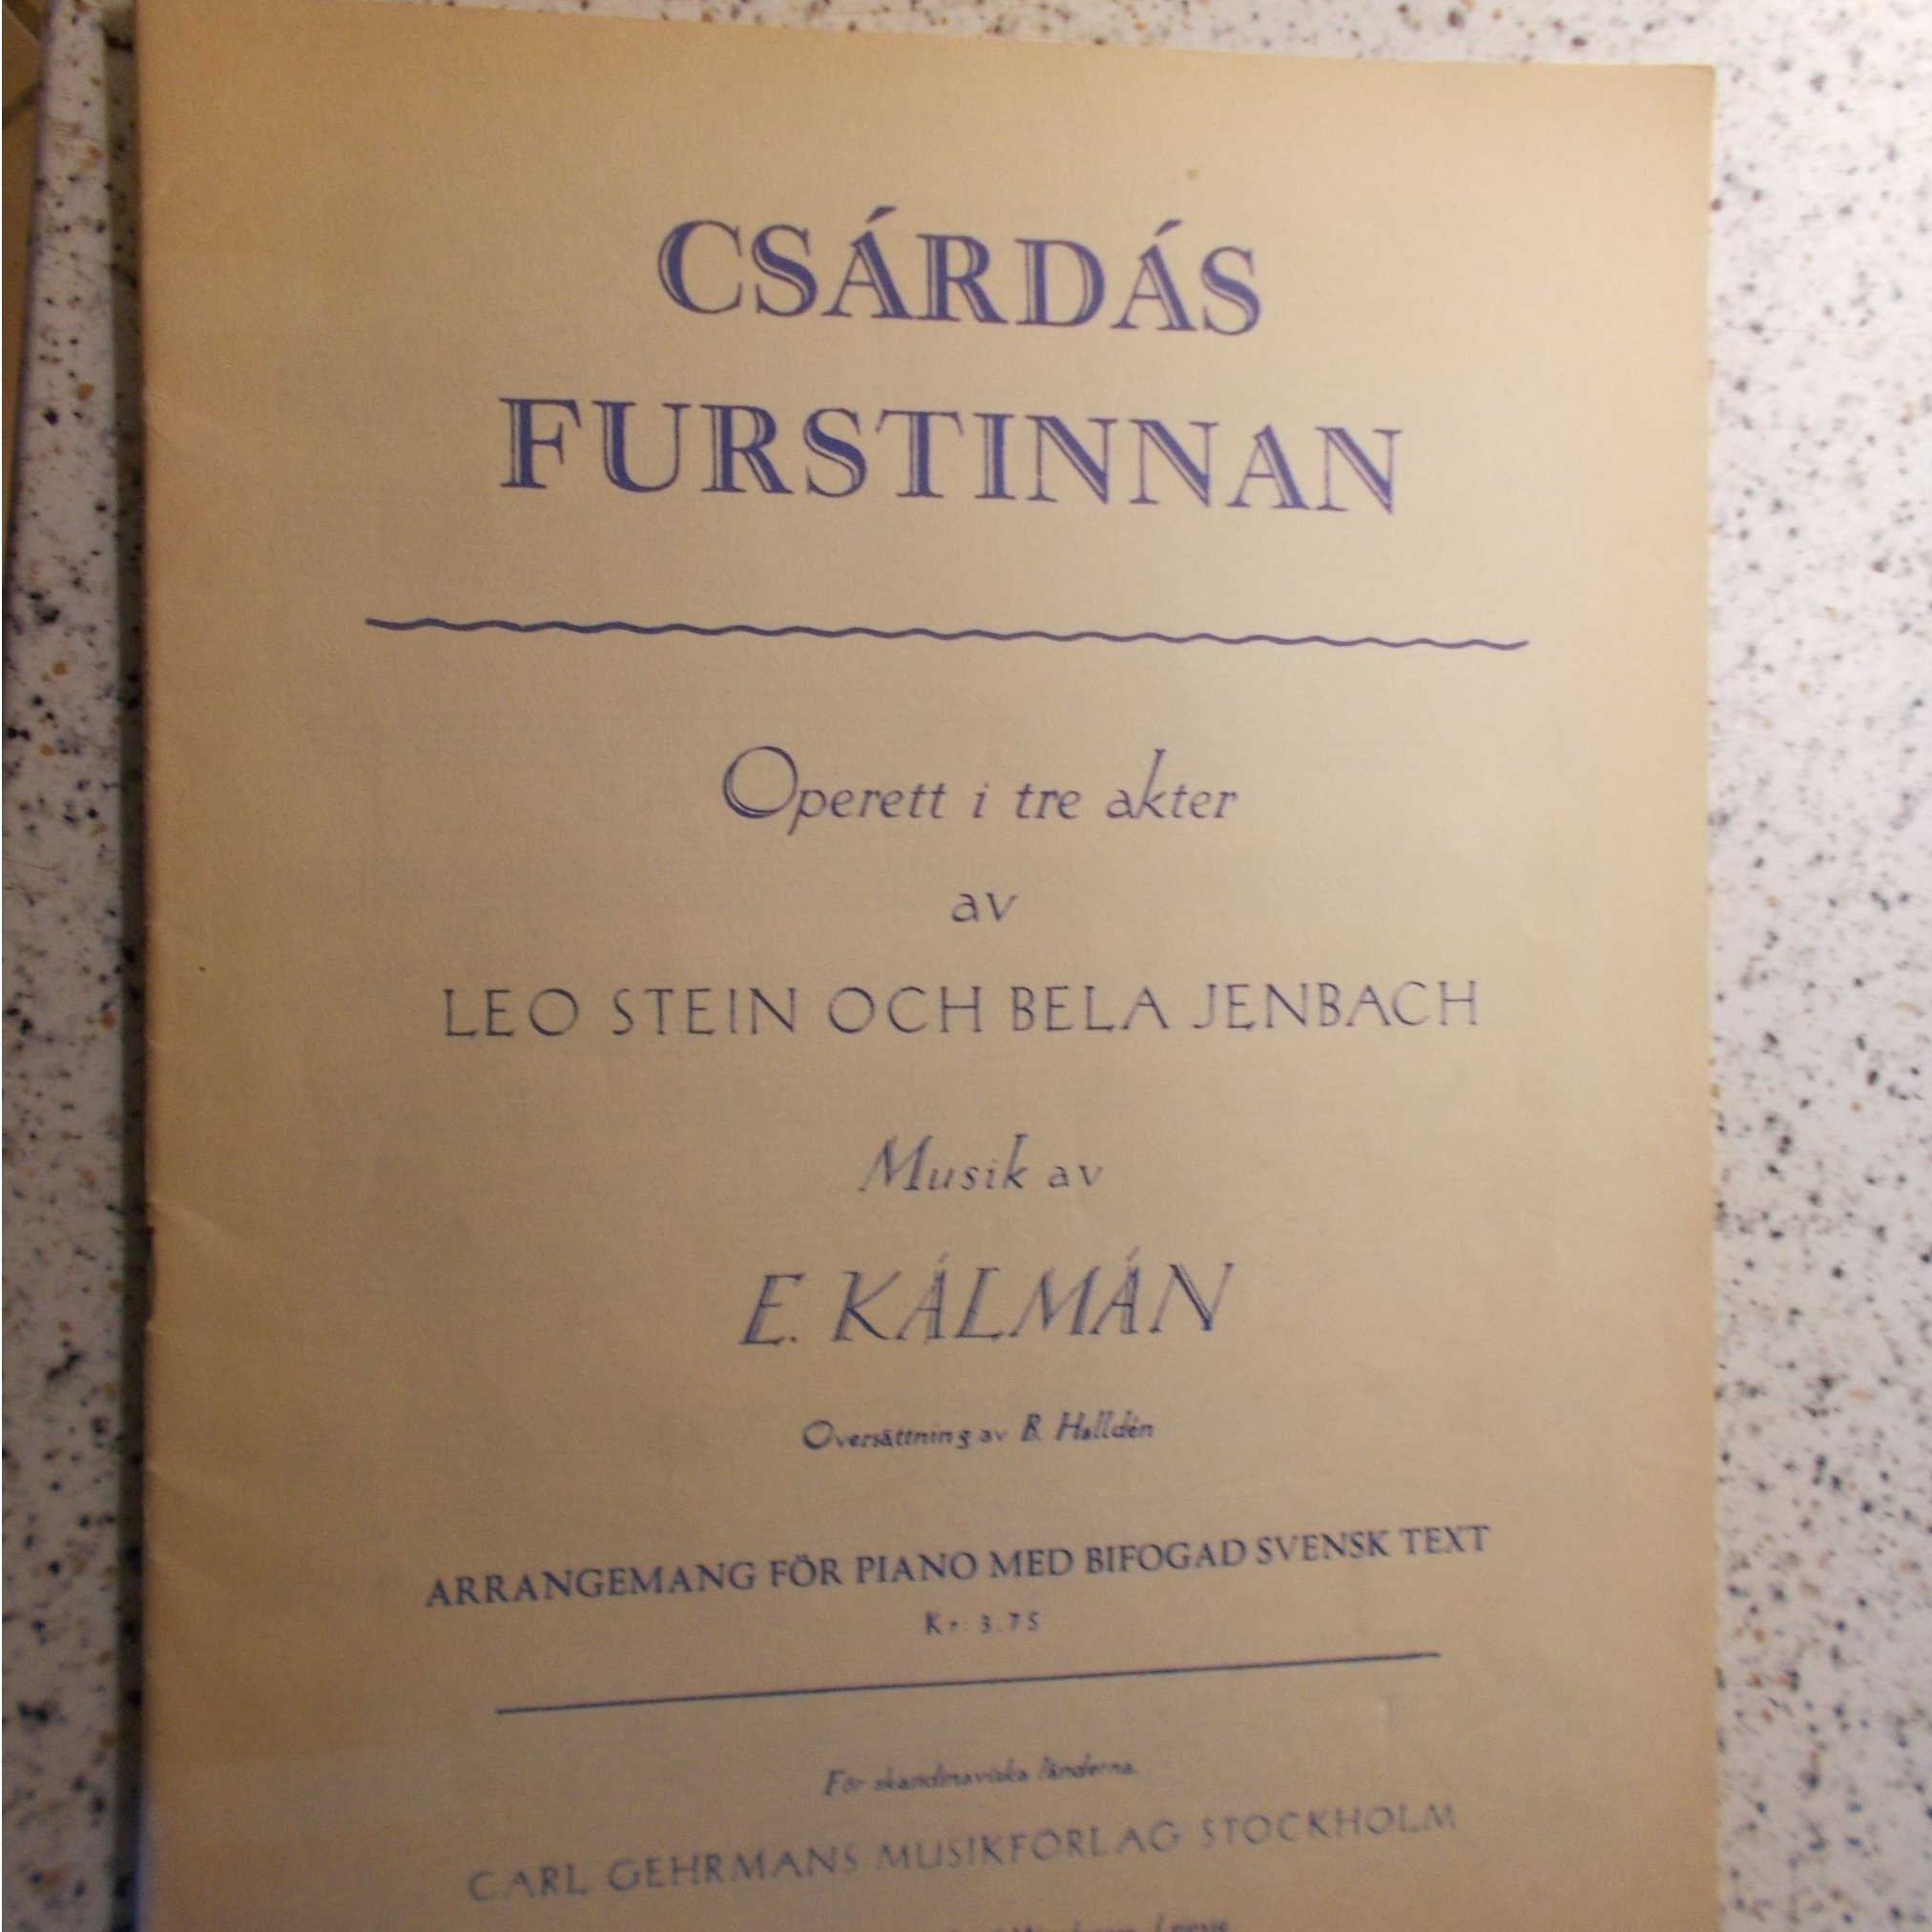 CSÁRDÁS
FURSTINNAN
Operett i tre akter
av
LEO STEIN OCH BELA JENBACH
Musik av
E. KÁLMÁN
Översättning av B. Halldén
ARRANGEMANG FÖR PIANO MED BIFOGAD SVENSK TEXT
Kr. 3.75
För skandinaviska länderna.
CARL GEHRMANS MUSIKFÖRLAG STOCKHOLM